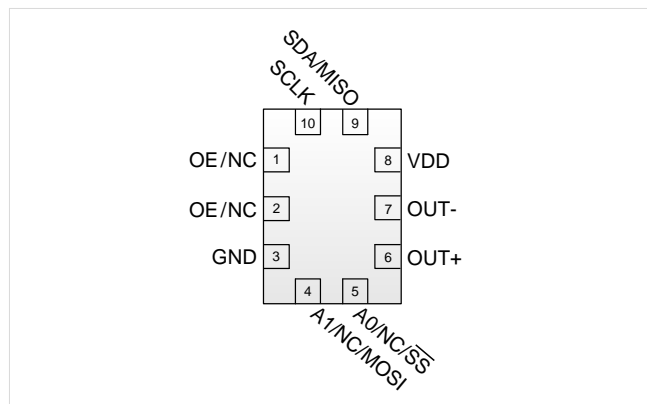 SDA/MISO
SCLK
10 9
OE/NC 1 8 VDD
OE/NC 2 7 OUT-
GND 3 6 OUT+
4 5
A1/NC/MOSI
A0/NC/S̅S̅